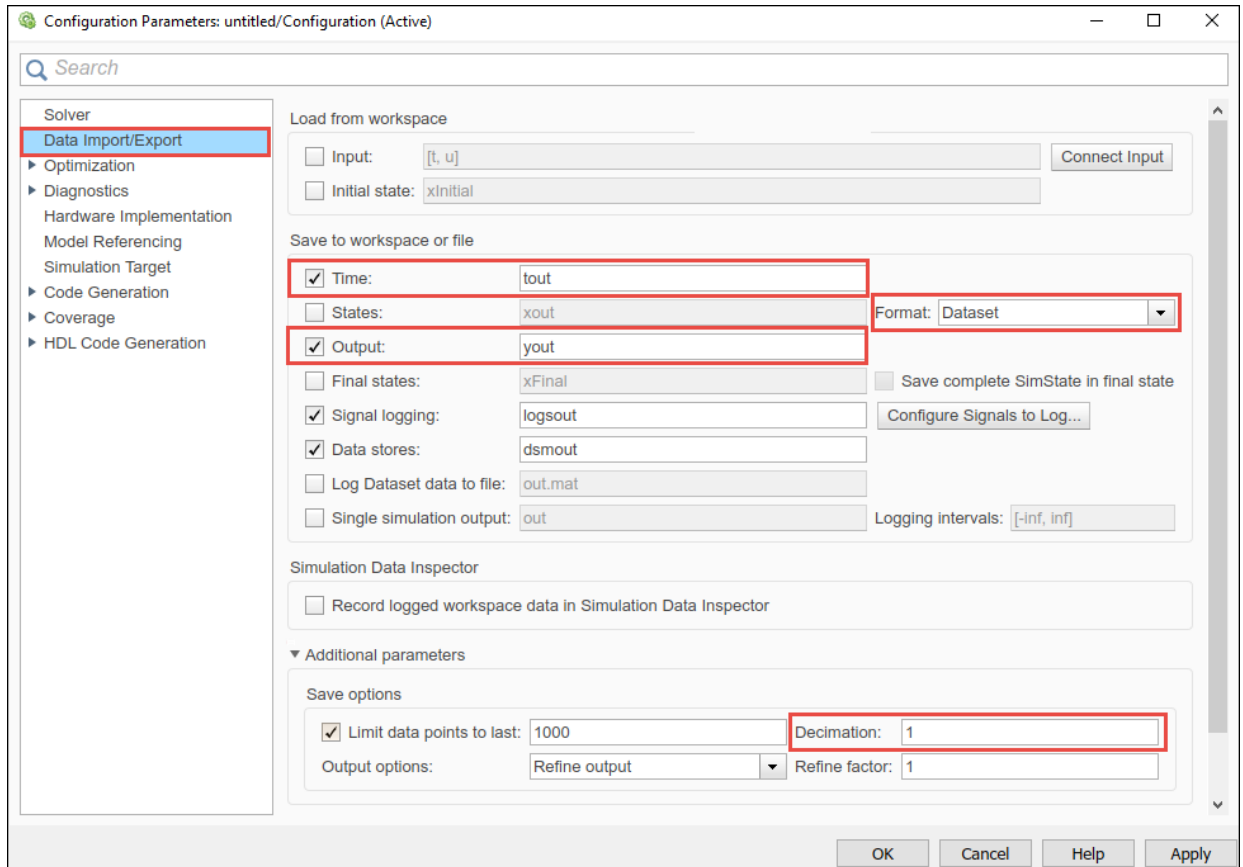 Configuration Parameters: untitled/Configuration (Active)
Search
Solver
Data Import/Export
Optimization
Diagnostics
Hardware Implementation
Model Referencing
Simulation Target
Code Generation
Coverage
HDL Code Generation
Load from workspace
Input: [t, u] Connect Input
Initial state: xInitial
Save to workspace or file
Time: tout
States: xout Format: Dataset
Output: yout
Final states: xFinal Save complete SimState in final state
Signal logging: logsout Configure Signals to Log...
Data stores: dsmout
Log Dataset data to file: out.mat
Single simulation output: out Logging intervals: [-inf, inf]
Simulation Data Inspector
Record logged workspace data in Simulation Data Inspector
Additional parameters
Save options
Limit data points to last: 1000 Decimation: 1
Output options: Refine output Refine factor: 1
OK Cancel Help Apply